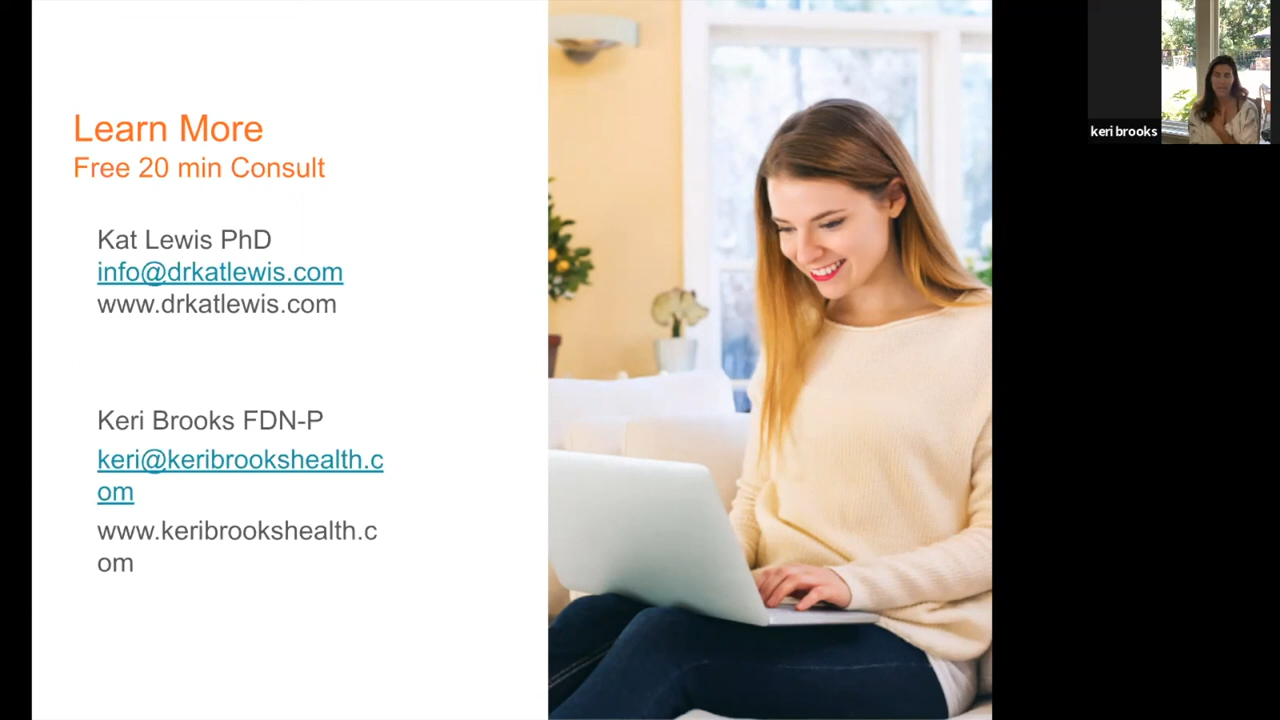 Learn More
Free 20 min Consult
Kat Lewis PhD
info@drkatlewis.com
www.drkatlewis.com
Keri Brooks FDN-P
keri@keribrookshealth.c
om
www.keribrookshealth.c
om
keri brooks